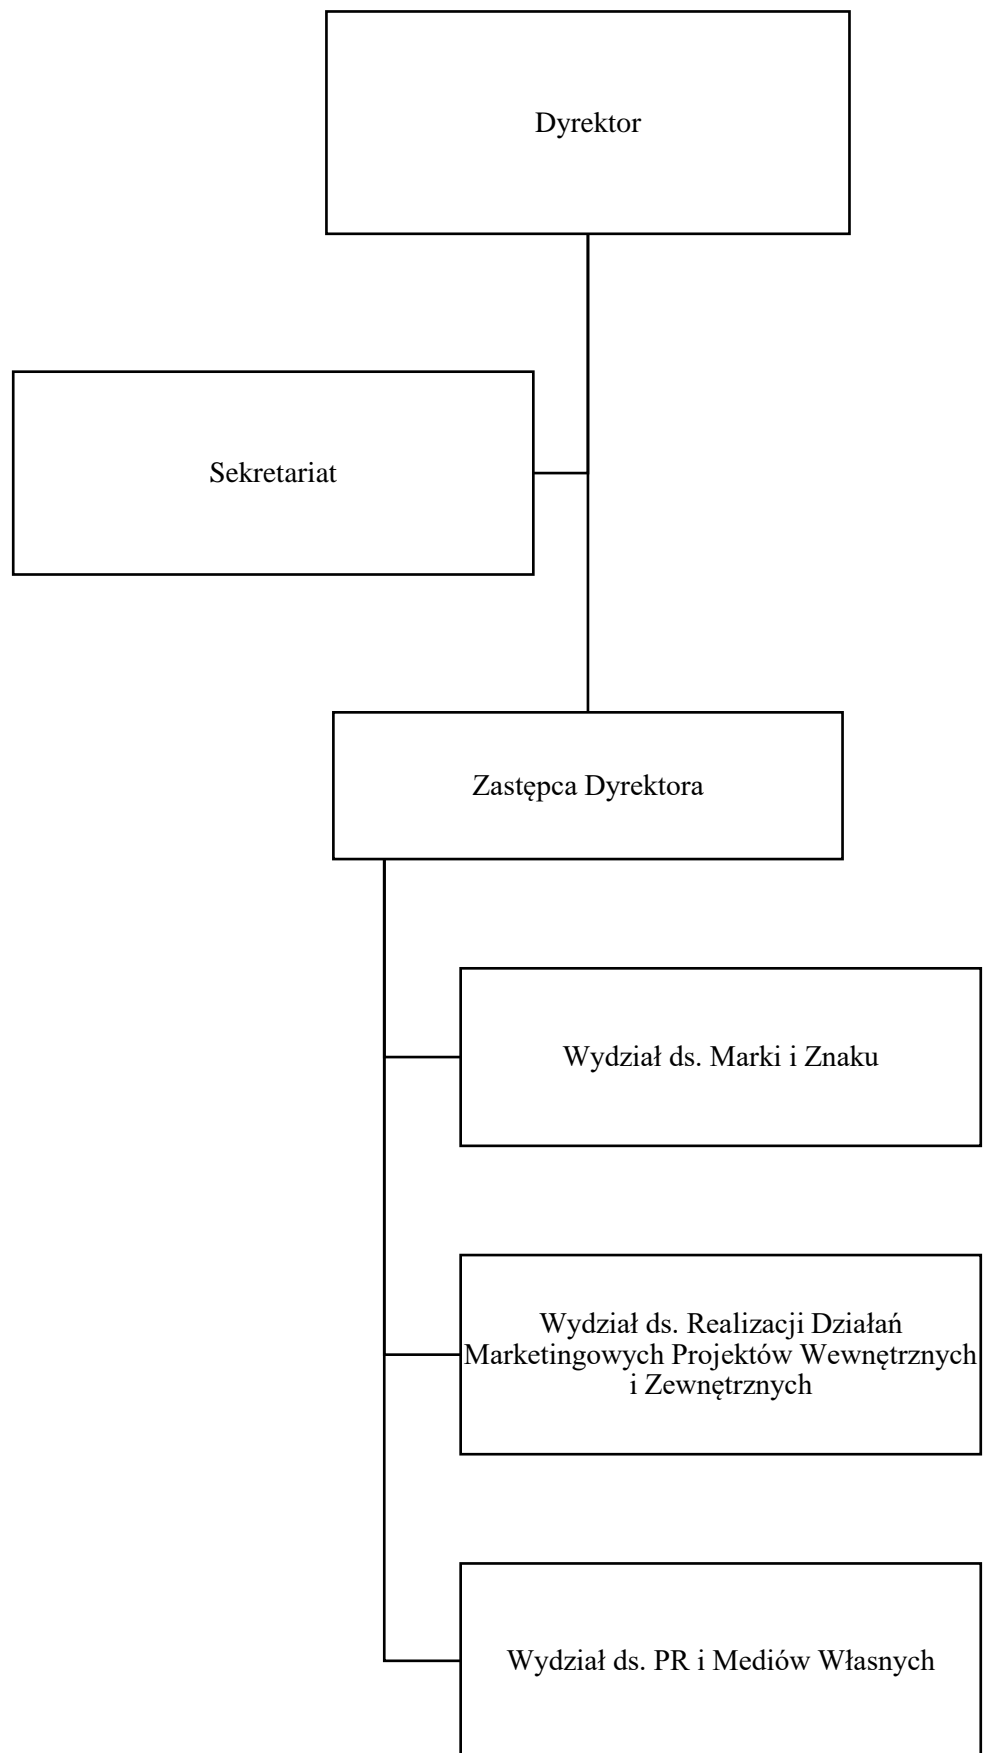 Dyrektor
Sekretariat
Zastępca Dyrektora
Wydział ds. Marki i Znaku
Wydział ds. Realizacji Działań
Marketingowych Projektów Wewnętrznych
i Zewnętrznych
Wydział ds. PR i Mediów Własnych